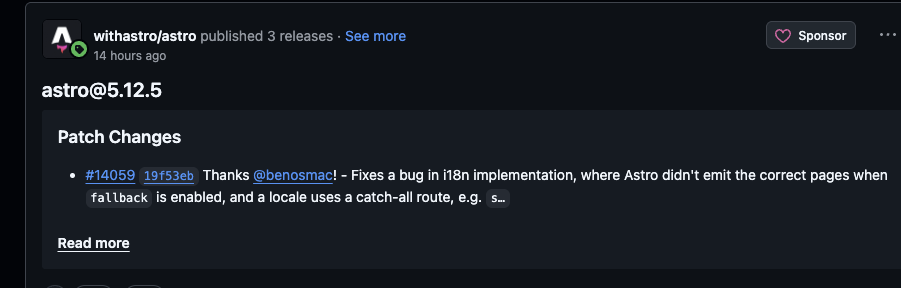 withastro/astro published 3 releases · See more
Sponsor
14 hours ago
astro@5.12.5
Patch Changes
• #14059 19f53eb Thanks @benosmac! - Fixes a bug in i18n implementation, where Astro didn't emit the correct pages when
fallback is enabled, and a locale uses a catch-all route, e.g. s…
Read more